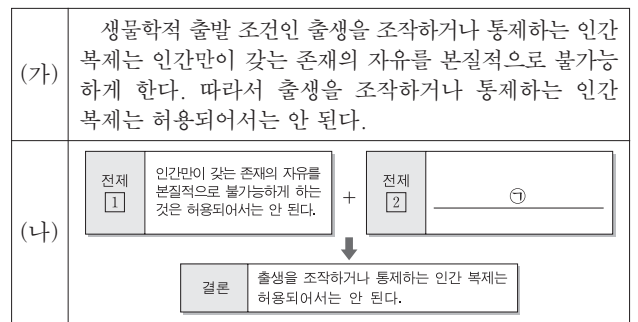 (가)
생물학적 출발 조건인 출생을 조작하거나 통제하는 인간
복제는 인간만이 갖는 존재의 자유를 본질적으로 불가능
하게 한다. 따라서 출생을 조작하거나 통제하는 인간
복제는 허용되어서는 안 된다.
(나)
전제
1
인간만이 갖는 존재의 자유를
본질적으로 불가능하게 하는
것은 허용되어서는 안 된다.
+
전제
2
㉠
결론
출생을 조작하거나 통제하는 인간 복제는
허용되어서는 안 된다.